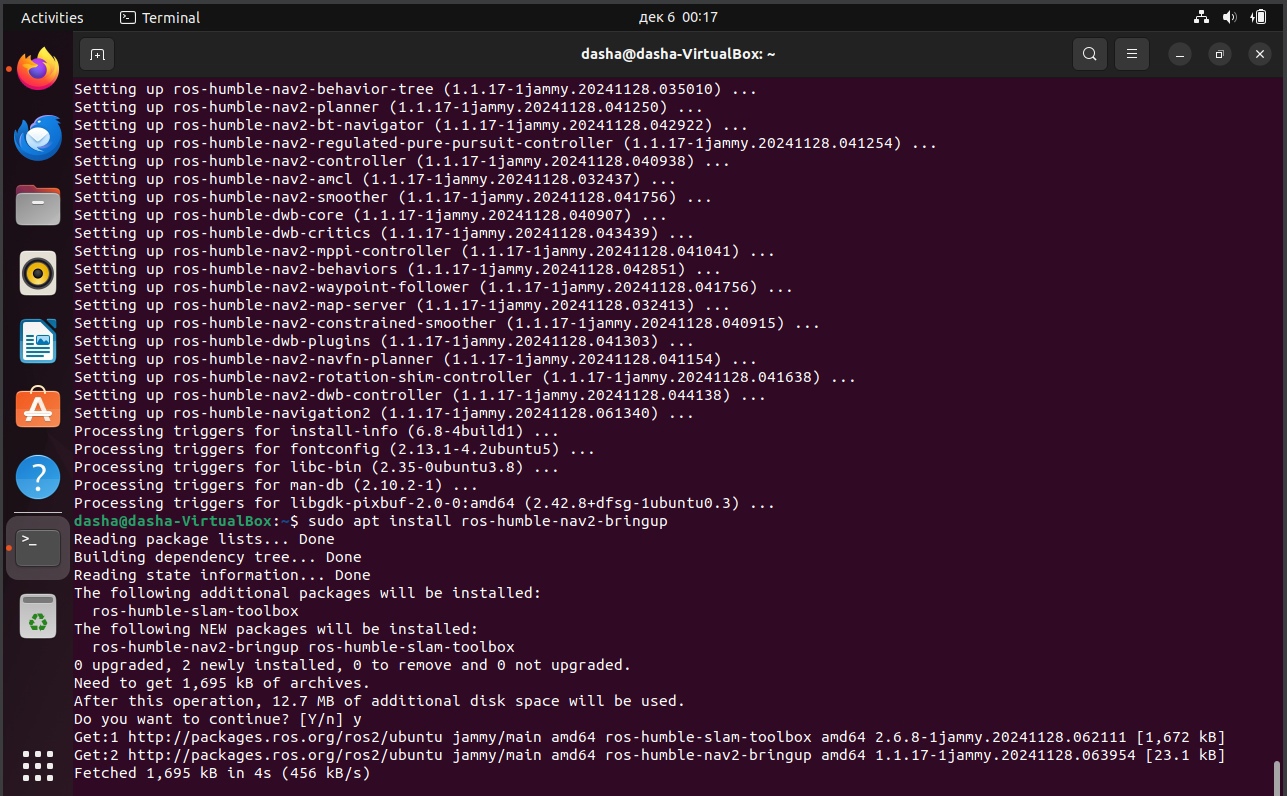 Activities
Terminal
дек 6 00:17
dasha@dasha-VirtualBox: ~
Setting up ros-humble-nav2-behavior-tree (1.1.17-1jammy.20241128.035010) ...
Setting up ros-humble-nav2-planner (1.1.17-1jammy.20241128.041250) ...
Setting up ros-humble-nav2-bt-navigator (1.1.17-1jammy.20241128.042922) ...
Setting up ros-humble-nav2-regulated-pure-pursuit-controller (1.1.17-1jammy.20241128.041254) ...
Setting up ros-humble-nav2-controller (1.1.17-1jammy.20241128.040938) ...
Setting up ros-humble-nav2-amcl (1.1.17-1jammy.20241128.032437) ...
Setting up ros-humble-nav2-smoother (1.1.17-1jammy.20241128.041756) ...
Setting up ros-humble-dwb-core (1.1.17-1jammy.20241128.040907) ...
Setting up ros-humble-dwb-critics (1.1.17-1jammy.20241128.043439) ...
Setting up ros-humble-nav2-mppi-controller (1.1.17-1jammy.20241128.041041) ...
Setting up ros-humble-nav2-behaviors (1.1.17-1jammy.20241128.042851) ...
Setting up ros-humble-nav2-waypoint-follower (1.1.17-1jammy.20241128.041756) ...
Setting up ros-humble-nav2-map-server (1.1.17-1jammy.20241128.032413) ...
Setting up ros-humble-nav2-constrained-smoother (1.1.17-1jammy.20241128.040915) ...
Setting up ros-humble-dwb-plugins (1.1.17-1jammy.20241128.041303) ...
Setting up ros-humble-nav2-navfn-planner (1.1.17-1jammy.20241128.041154) ...
Setting up ros-humble-nav2-rotation-shim-controller (1.1.17-1jammy.20241128.041638) ...
Setting up ros-humble-nav2-dwb-controller (1.1.17-1jammy.20241128.044138) ...
Setting up ros-humble-navigation2 (1.1.17-1jammy.20241128.061340) ...
Processing triggers for install-info (6.8-4build1) ...
Processing triggers for fontconfig (2.13.1-4.2ubuntu5) ...
Processing triggers for libc-bin (2.35-0ubuntu3.8) ...
Processing triggers for man-db (2.10.2-1) ...
Processing triggers for libgdk-pixbuf-2.0-0:amd64 (2.42.8+dfsg-1ubuntu0.3) ...
dasha@dasha-VirtualBox:~$ sudo apt install ros-humble-nav2-bringup
Reading package lists... Done
Building dependency tree... Done
Reading state information... Done
The following additional packages will be installed:
  ros-humble-slam-toolbox
The following NEW packages will be installed:
  ros-humble-nav2-bringup ros-humble-slam-toolbox
0 upgraded, 2 newly installed, 0 to remove and 0 not upgraded.
Need to get 1,695 kB of archives.
After this operation, 12.7 MB of additional disk space will be used.
Do you want to continue? [Y/n] y
Get:1 http://packages.ros.org/ros2/ubuntu jammy/main amd64 ros-humble-slam-toolbox amd64 2.6.8-1jammy.20241128.062111 [1,672 kB]
Get:2 http://packages.ros.org/ros2/ubuntu jammy/main amd64 ros-humble-nav2-bringup amd64 1.1.17-1jammy.20241128.063954 [23.1 kB]
Fetched 1,695 kB in 4s (456 kB/s)